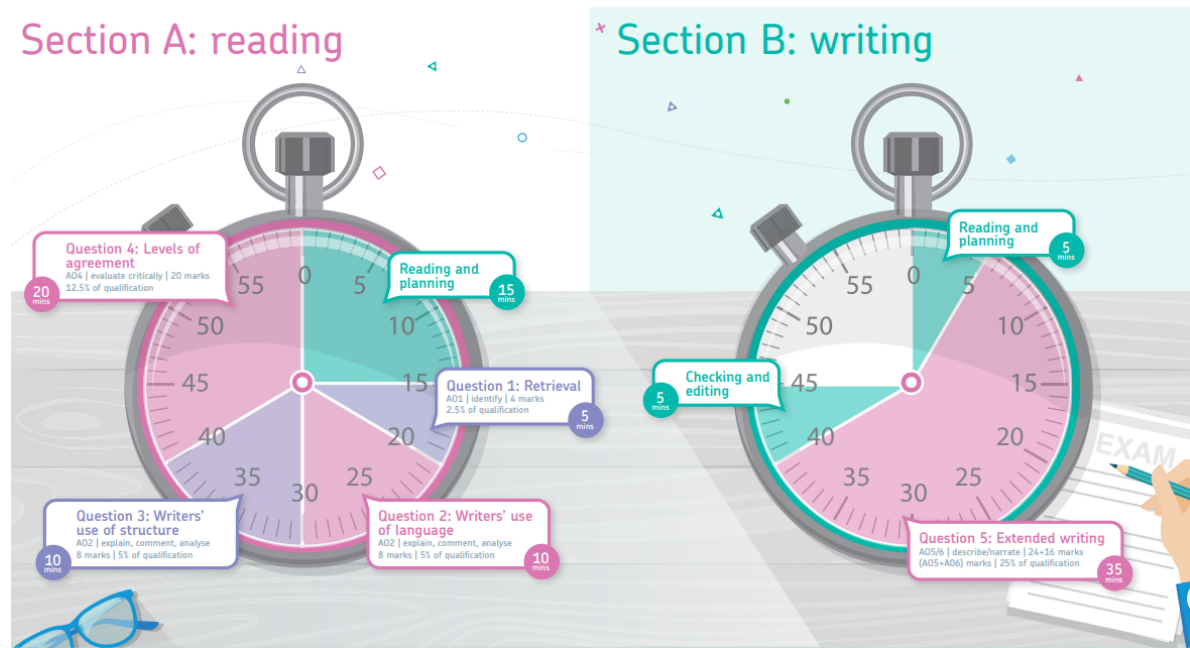 Section A: reading
Question 4: Levels of
agreement
AO4 | evaluate critically | 20 marks
12.5% of qualification
20
mins
Reading and
planning
15
mins
Question 1: Retrieval
AO1 | identify | 4 marks
2.5% of qualification
5
mins
Question 3: Writers'
use of structure
AO2 | explain, comment, analyse
8 marks | 5% of qualification
10
mins
Question 2: Writers' use
of language
AO2 | explain, comment, analyse
8 marks | 5% of qualification
10
mins
0
5
10
15
20
25
30
35
40
45
50
55
Section B: writing
Reading and
planning
5
mins
Checking and
editing
5
mins
Question 5: Extended writing
AO5/6 | describe/narrate | 24+16 marks
(AO5+AO6) marks | 25% of qualification
35
mins
0
5
10
15
20
25
30
35
40
45
50
55
EXAM